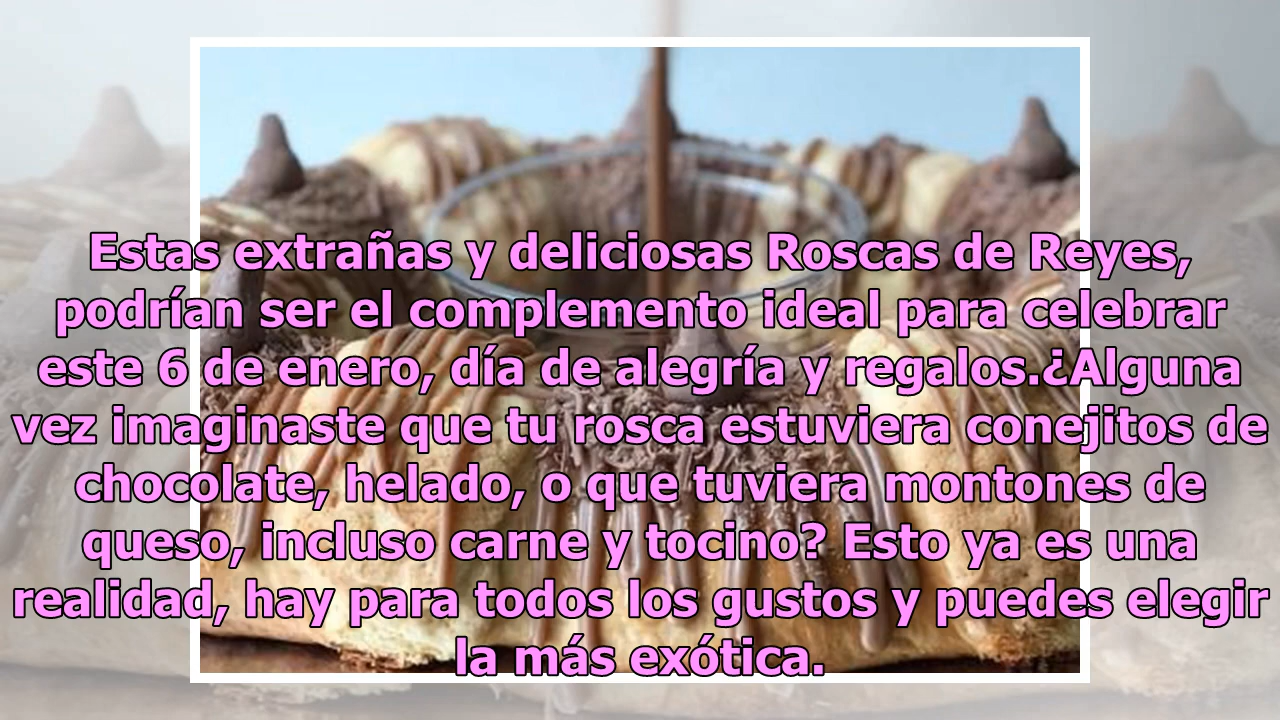 Estas extrañas y deliciosas Roscas de Reyes,
podrían ser el complemento ideal para celebrar
este 6 de enero, día de alegría y regalos.¿Alguna
vez imaginaste que tu rosca estuviera conejitos de
chocolate, helado, o que tuviera montones de
queso, incluso carne y tocino? Esto ya es una
realidad, hay para todos los gustos y puedes elegir
la más exótica.